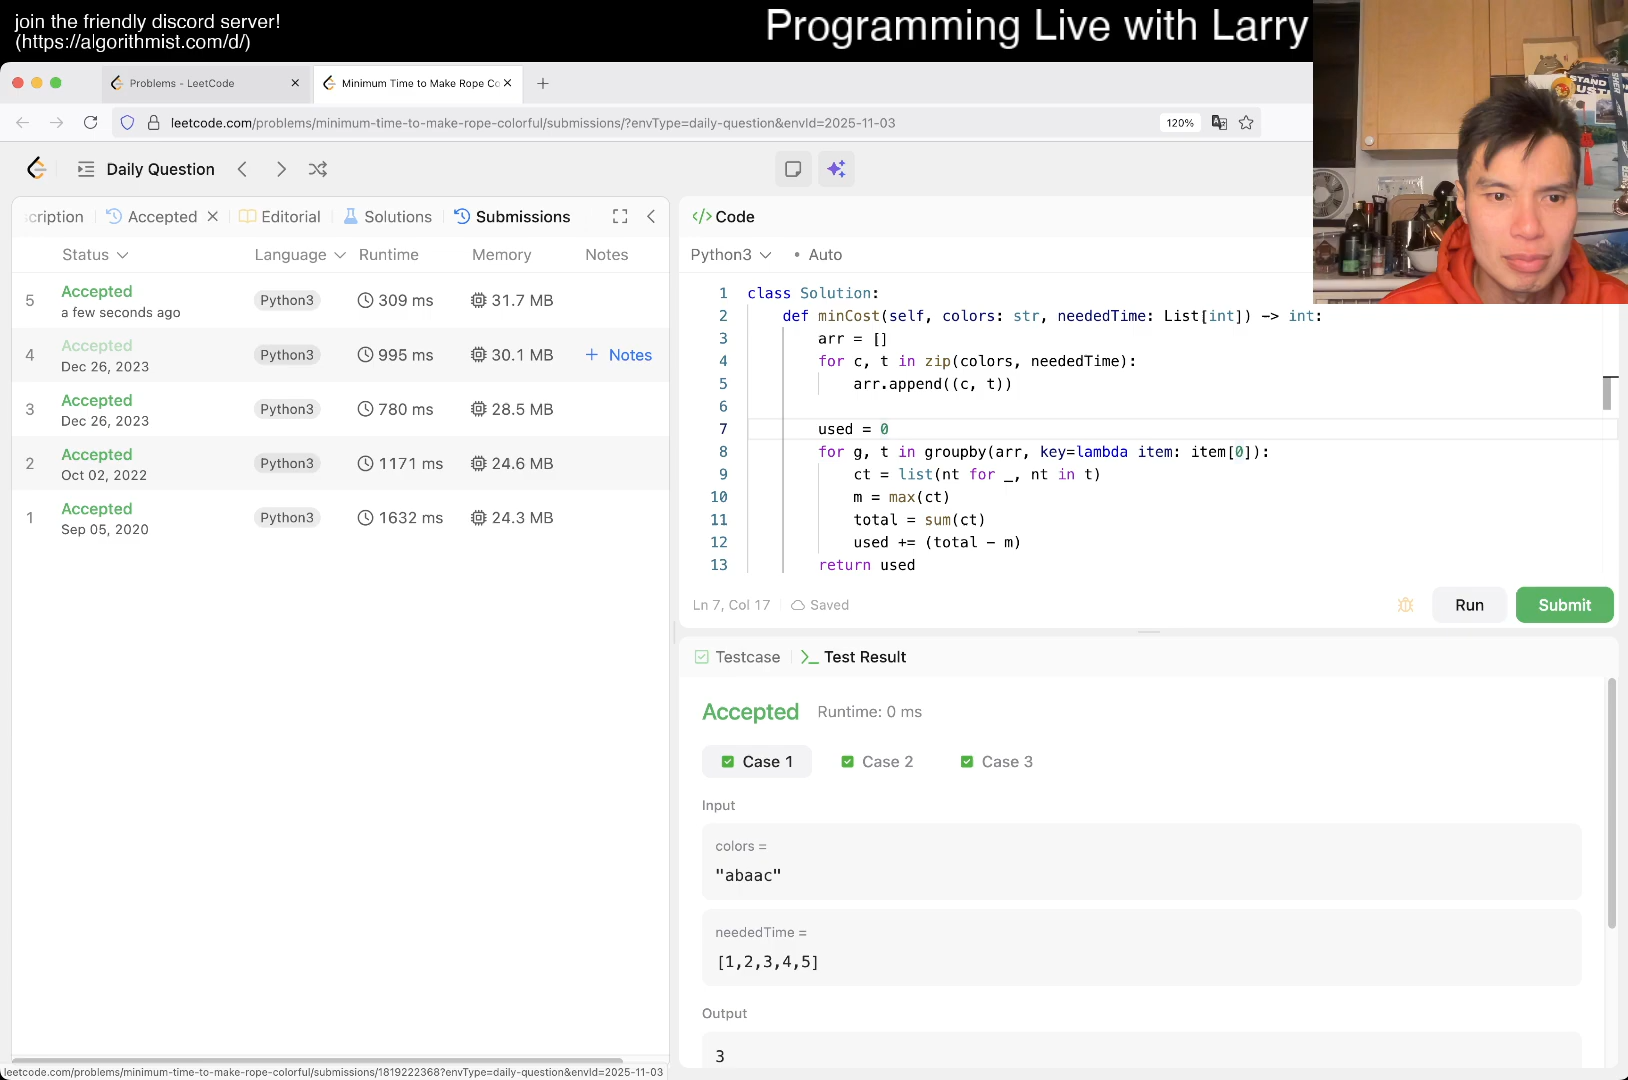 join the friendly discord server!
(https://algorithmist.com/d/)
Programming Live with Larry
Problems - LeetCode
Minimum Time to Make Rope Co
leetcode.com/problems/minimum-time-to-make-rope-colorful/submissions/?envType=daily-question&envId=2025-11-03
120%
Daily Question
cription
Accepted
Editorial
Solutions
Submissions
Status
Language
Runtime
Memory
Notes
5
Accepted
a few seconds ago
Python3
309 ms
31.7 MB
4
Accepted
Dec 26, 2023
Python3
995 ms
30.1 MB
+ Notes
3
Accepted
Dec 26, 2023
Python3
780 ms
28.5 MB
2
Accepted
Oct 02, 2022
Python3
1171 ms
24.6 MB
1
Accepted
Sep 05, 2020
Python3
1632 ms
24.3 MB
leetcode.com/problems/minimum-time-to-make-rope-colorful/submissions/1819222368?envType=daily-question&envId=2025-11-03
</> Code
Python3
• Auto
1 class Solution:
2 def minCost(self, colors: str, neededTime: List[int]) -> int:
3 arr = []
4 for c, t in zip(colors, neededTime):
5 arr.append((c, t))
6
7 used = 0
8 for g, t in groupby(arr, key=lambda item: item[0]):
9 ct = list(nt for _, nt in t)
10 m = max(ct)
11 total = sum(ct)
12 used += (total - m)
13 return used
Ln 7, Col 17
Saved
Run
Submit
Testcase
Test Result
Accepted
Runtime: 0 ms
Case 1
Case 2
Case 3
Input
colors =
"abaac"
neededTime =
[1,2,3,4,5]
Output
3
STAND